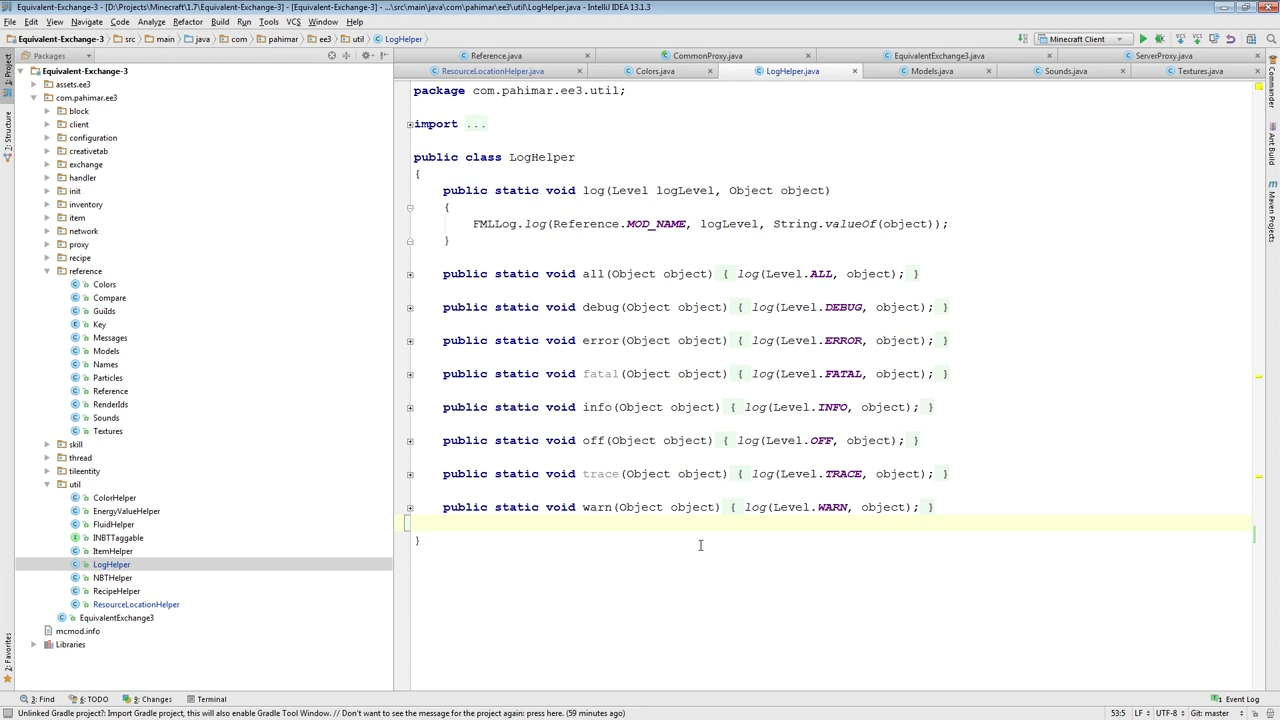 Equivalent-Exchange-3 - [D:\Projects\Minecraft\1.7\Equivalent-Exchange-3] - [Equivalent-Exchange-3] - ...\src\main\java\com\pahimar\ee3\util\LogHelper.java - IntelliJ IDEA 13.1.3
File Edit View Navigate Code Analyze Refactor Build Run Tools VCS Window Help
Equivalent-Exchange-3 src main java com pahimar ee3 util LogHelper
Minecraft Client
Packages
Reference.java CommonProxy.java EquivalentExchange3.java ServerProxy.java
ResourceLocationHelper.java Colors.java LogHelper.java Models.java Sounds.java Textures.java
1: Project
7: Structure
2: Favorites
Commander
Ant Build
Maven Projects
Equivalent-Exchange-3
assets.ee3
com.pahimar.ee3
block
client
configuration
creativetab
exchange
handler
init
inventory
item
network
proxy
recipe
reference
Colors
Compare
GuiIds
Key
Messages
Models
Names
Particles
Reference
RenderIds
Sounds
Textures
skill
thread
tileentity
util
ColorHelper
EnergyValueHelper
FluidHelper
INBTTaggable
ItemHelper
LogHelper
NBTHelper
RecipeHelper
ResourceLocationHelper
EquivalentExchange3
mcmod.info
Libraries
package com.pahimar.ee3.util;
import ...
public class LogHelper
{
public static void log(Level logLevel, Object object)
{
FMLLog.log(Reference.MOD_NAME, logLevel, String.valueOf(object));
}
public static void all(Object object) { log(Level.ALL, object); }
public static void debug(Object object) { log(Level.DEBUG, object); }
public static void error(Object object) { log(Level.ERROR, object); }
public static void fatal(Object object) { log(Level.FATAL, object); }
public static void info(Object object) { log(Level.INFO, object); }
public static void off(Object object) { log(Level.OFF, object); }
public static void trace(Object object) { log(Level.TRACE, object); }
public static void warn(Object object) { log(Level.WARN, object); }
}
3: Find 6: TODO 9: Changes Terminal Event Log
Unlinked Gradle project?: Import Gradle project, this will also enable Gradle Tool Window. // Don't want to see the message for the project again: press here. (59 minutes ago) 53:5 LF UTF-8 Git: master